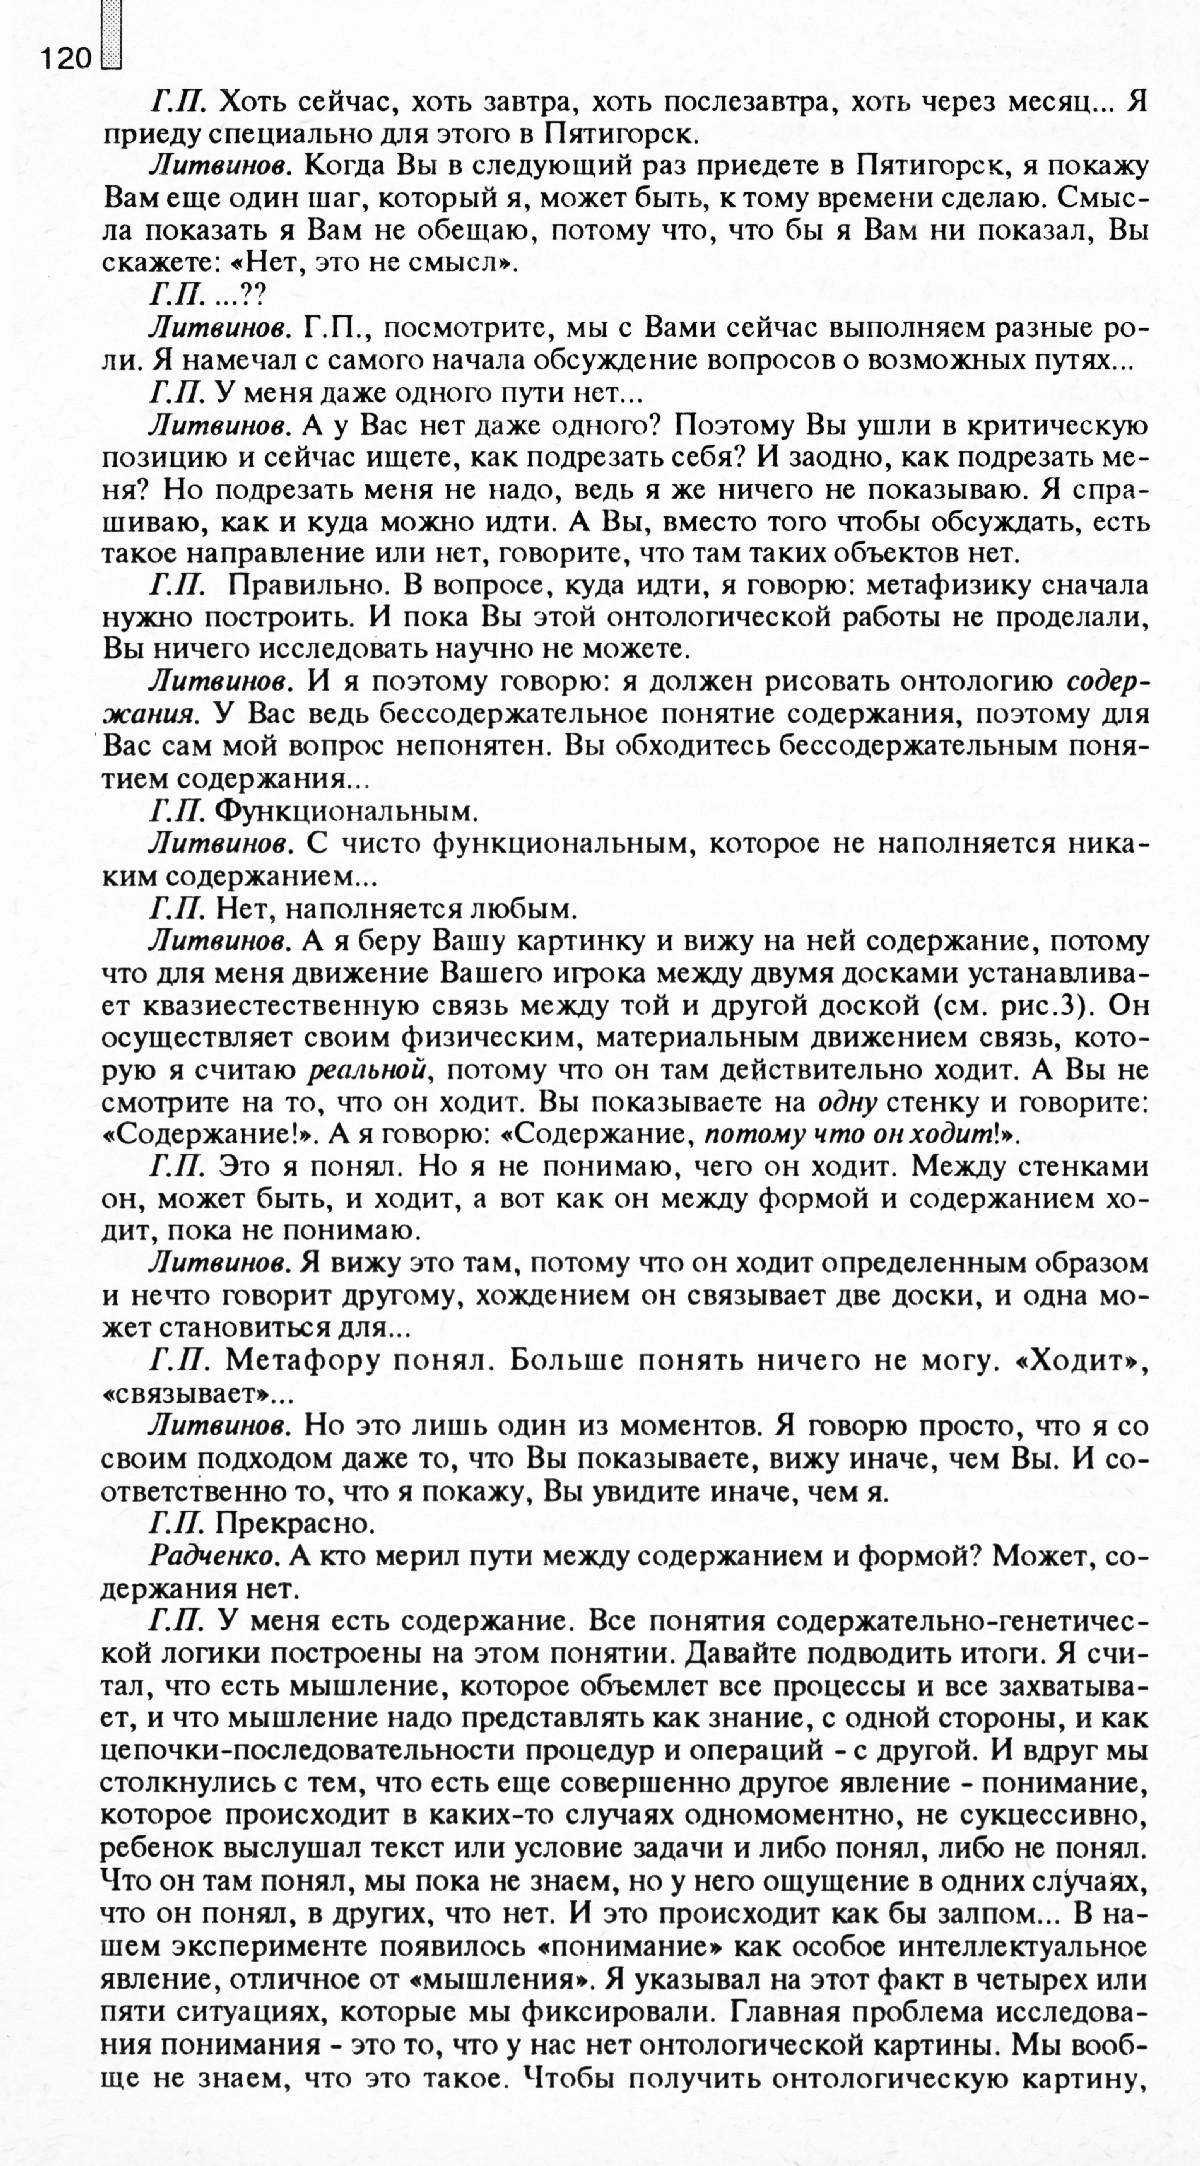 120
Г.П. Хоть сейчас, хоть завтра, хоть послезавтра, хоть через месяц... Я
приеду специально для этого в Пятигорск.
Литвинов. Когда Вы в следующий раз приедете в Пятигорск, я покажу
Вам еще один шаг, который я, может быть, к тому времени сделаю. Смыс-
ла показать я Вам не обещаю, потому что, что бы я Вам ни показал, Вы
скажете: «Нет, это не смысл».
Г.П. ...??
Литвинов. Г.П., посмотрите, мы с Вами сейчас выполняем разные ро-
ли. Я намечал с самого начала обсуждение вопросов о возможных путях...
Г.П. У меня даже одного пути нет...
Литвинов. А у Вас нет даже одного? Поэтому Вы ушли в критическую
позицию и сейчас ищете, как подрезать себя? И заодно, как подрезать ме-
ня? Но подрезать меня не надо, ведь я же ничего не показываю. Я спра-
шиваю, как и куда можно идти. А Вы, вместо того чтобы обсуждать, есть
такое направление или нет, говорите, что там таких объектов нет.
Г.П. Правильно. В вопросе, куда идти, я говорю: метафизику сначала
нужно построить. И пока Вы этой онтологической работы не проделали,
Вы ничего исследовать научно не можете.
Литвинов. И я поэтому говорю: я должен рисовать онтологию содер-
жания. У Вас ведь бессодержательное понятие содержания, поэтому для
Вас сам мой вопрос непонятен. Вы обходитесь бессодержательным поня-
тием содержания...
Г.П. Функциональным.
Литвинов. С чисто функциональным, которое не наполняется ника-
ким содержанием...
Г.П. Нет, наполняется любым.
Литвинов. А я беру Вашу картинку и вижу на ней содержание, потому
что для меня движение Вашего игрока между двумя досками устанавлива-
ет квазиестественную связь между той и другой доской (см. рис.3). Он
осуществляет своим физическим, материальным движением связь, кото-
рую я считаю реальной, потому что он там действительно ходит. А Вы не
смотрите на то, что он ходит. Вы показываете на одну стенку и говорите:
«Содержание!». А я говорю: «Содержание, потому что он ходит!».
Г.П. Это я понял. Но я не понимаю, чего он ходит. Между стенками
он, может быть, и ходит, а вот как он между формой и содержанием хо-
дит, пока не понимаю.
Литвинов. Я вижу это там, потому что он ходит определенным образом
и нечто говорит другому, хождением он связывает две доски, и одна мо-
жет становиться для...
Г.П. Метафору понял. Больше понять ничего не могу. «Ходит»,
«связывает»...
Литвинов. Но это лишь один из моментов. Я говорю просто, что я со
своим подходом даже то, что Вы показываете, вижу иначе, чем Вы. И со-
ответственно то, что я покажу, Вы увидите иначе, чем я.
Г.П. Прекрасно.
Радченко. А кто мерил пути между содержанием и формой? Может, со-
держания нет.
Г.П. У меня есть содержание. Все понятия содержательно-генетичес-
кой логики построены на этом понятии. Давайте подводить итоги. Я счи-
тал, что есть мышление, которое объемлет все процессы и все захватыва-
ет, и что мышление надо представлять как знание, с одной стороны, и как
цепочки-последовательности процедур и операций - с другой. И вдруг мы
столкнулись с тем, что есть еще совершенно другое явление - понимание,
которое происходит в каких-то случаях одномоментно, не сукцессивно,
ребенок выслушал текст или условие задачи и либо понял, либо не понял.
Что он там понял, мы пока не знаем, но у него ощущение в одних случаях,
что он понял, в других, что нет. И это происходит как бы залпом... В на-
шем эксперименте появилось «понимание» как особое интеллектуальное
явление, отличное от «мышления». Я указывал на этот факт в четырех или
пяти ситуациях, которые мы фиксировали. Главная проблема исследова-
ния понимания - это то, что у нас нет онтологической картины. Мы вооб-
ще не знаем, что это такое. Чтобы получить онтологическую картину,